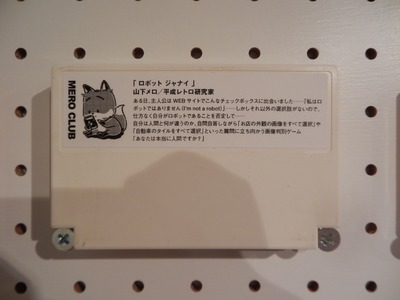 「ロボット ジャナイ」
山下メロ／平成レトロ研究家
ある日、主人公は WEB サイトでこんなチェックボックスに出会いました……「私はロ
ボットではありません（I'm not a robot）」……しかしそれ以外の選択肢がないので、
仕方なく自分がロボットであることを否定して……
自分は人間と何が違うのか、自問自答しながら「お店の外観の画像をすべて選択」や
「自動車のタイルをすべて選択」といった難問に立ち向かう画像判別ゲーム
「あなたは本当に人間ですか？」
MERO CLUB